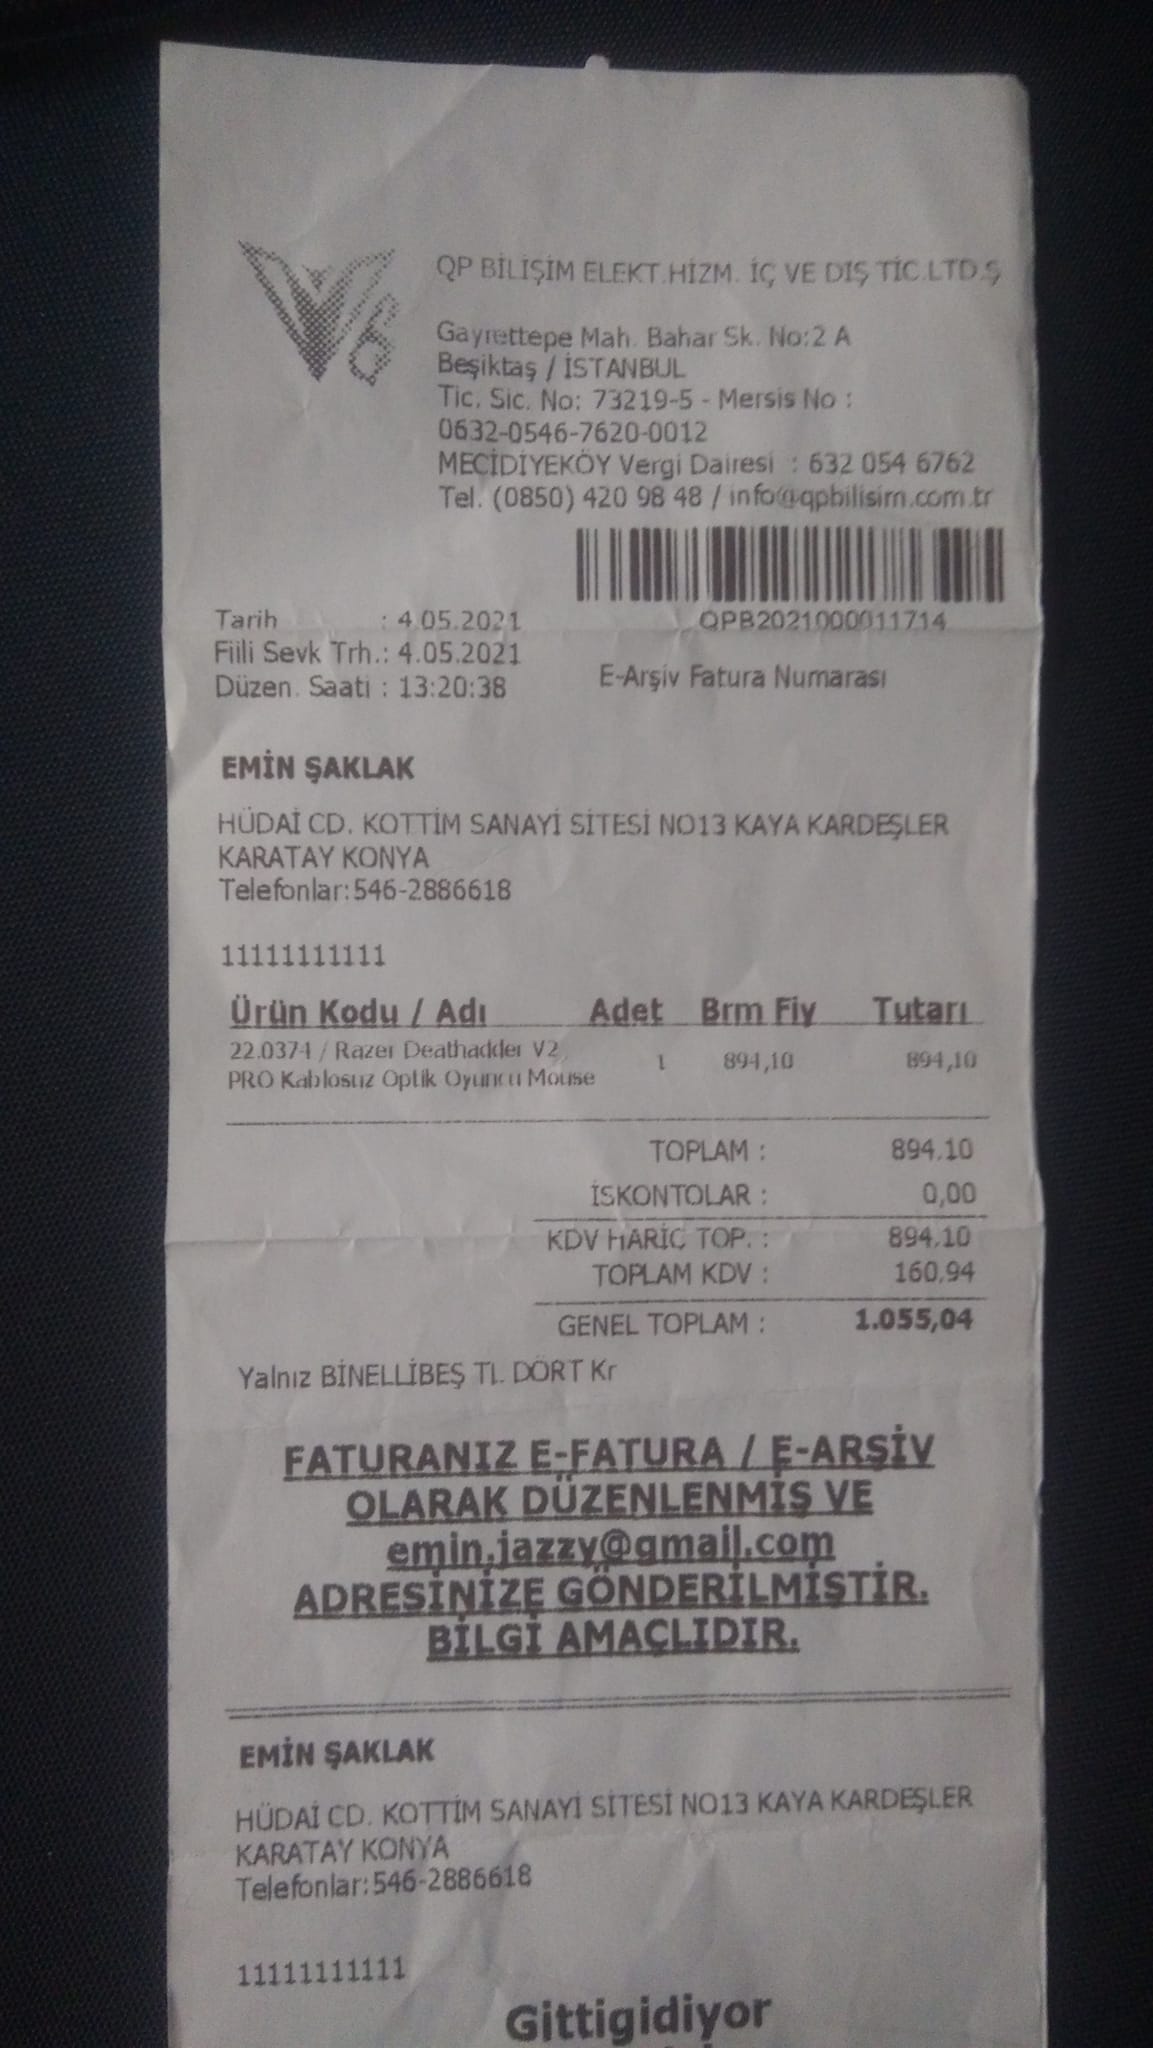 V6
QP BİLİŞİM ELEKT.HİZM. İÇ VE DIŞ TİC.LTD.Ş
Gayrettepe Mah. Bahar Sk. No:2 A
Beşiktaş / İSTANBUL
Tic. Sic. No: 73219-5 - Mersis No :
0632-0546-7620-0012
MECİDİYEKÖY Vergi Dairesi : 632 054 6762
Tel. (0850) 420 98 48 / info@qpbilisim.com.tr
QPB2021000011714
E-Arşiv Fatura Numarası
Tarih : 4.05.2021
Fiili Sevk Trh.: 4.05.2021
Düzen. Saati : 13:20:38
EMİN ŞAKLAK
HÜDAİ CD. KOTTİM SANAYİ SİTESİ NO13 KAYA KARDEŞLER
KARATAY KONYA
Telefonlar:546-2886618
11111111111
Ürün Kodu / Adı Adet Brm Fiy Tutarı
22.0374 / Razer Deathadder V2
PRO Kablosuz Optik Oyuncu Mouse 1 894,10 894,10
TOPLAM : 894.10
İSKONTOLAR : 0,00
KDV HARİÇ TOP. : 894.10
TOPLAM KDV : 160.94
GENEL TOPLAM : 1.055,04
Yalnız BİNELLİBEŞ TL DÖRT Kr
FATURANIZ E-FATURA / E-ARŞİV
OLARAK DÜZENLENMİŞ VE
emin.jazzy@gmail.com
ADRESİNİZE GÖNDERİLMİŞTİR.
BİLGİ AMAÇLIDIR.
EMİN ŞAKLAK
HÜDAİ CD. KOTTİM SANAYİ SİTESİ NO13 KAYA KARDEŞLER
KARATAY KONYA
Telefonlar:546-2886618
11111111111
Gittigidiyor